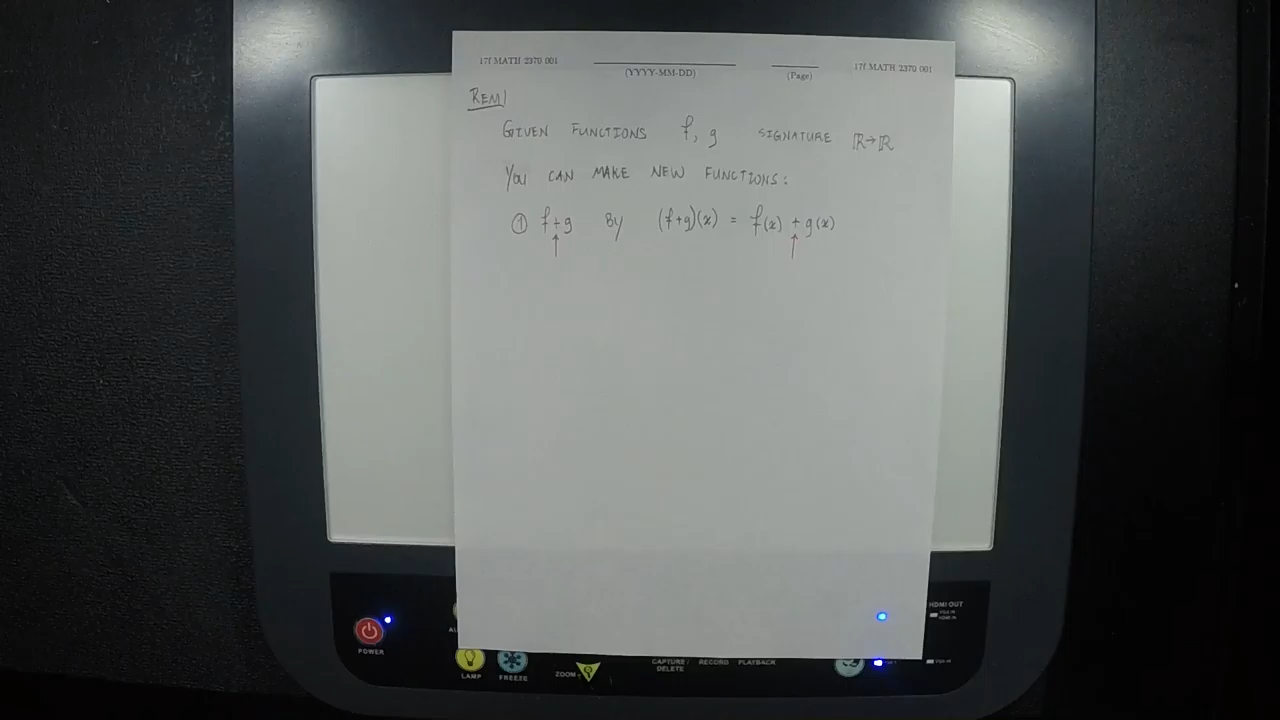 17f MATH 2370 001 (YYYY-MM-DD) (Page) 17f MATH 2370 001
REM
GIVEN FUNCTIONS f, g SIGNATURE ℝ→ℝ
YOU CAN MAKE NEW FUNCTIONS:
① f+g BY (f+g)(x) = f(x) + g(x)
↑ ↑
HDMI OUT
POWER
LAMP FREEZE ZOOM CAPTURE / DELETE RECORD PLAYBACK